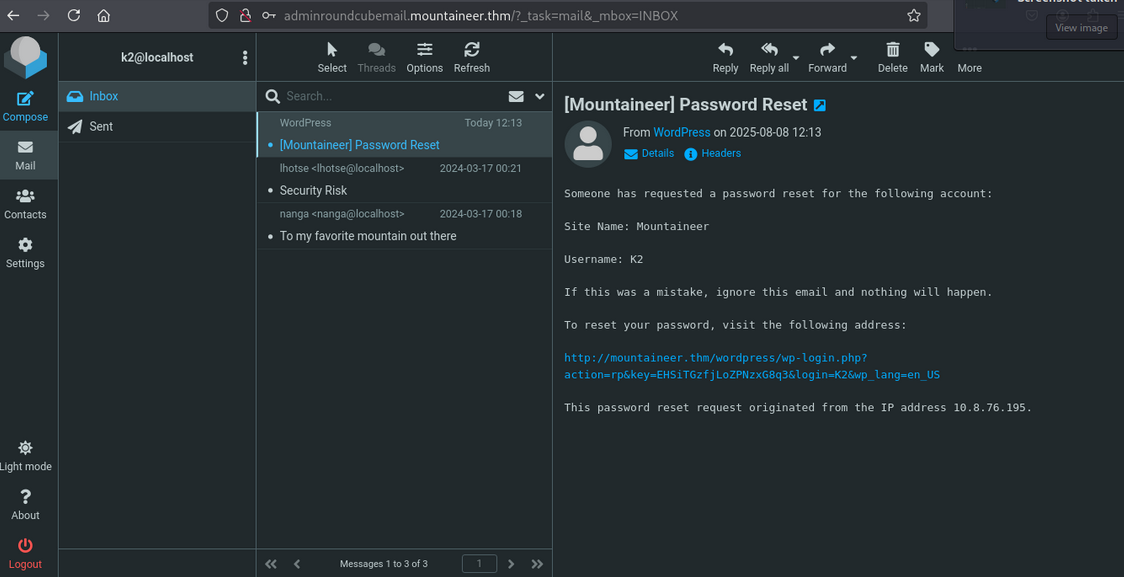 adminroundcubemail.mountaineer.thm/?_task=mail&_mbox=INBOX
View image
k2@localhost
Select
Threads
Options
Refresh
Reply
Reply all
Forward
Delete
Mark
More
Compose
Mail
Contacts
Settings
Light mode
About
Logout
Inbox
Sent
Search...
WordPress Today 12:13
[Mountaineer] Password Reset
lhotse <lhotse@localhost> 2024-03-17 00:21
Security Risk
nanga <nanga@localhost> 2024-03-17 00:18
To my favorite mountain out there
Messages 1 to 3 of 3
1
[Mountaineer] Password Reset
From WordPress on 2025-08-08 12:13
Details Headers
Someone has requested a password reset for the following account:
Site Name: Mountaineer
Username: K2
If this was a mistake, ignore this email and nothing will happen.
To reset your password, visit the following address:
http://mountaineer.thm/wordpress/wp-login.php?
action=rp&key=EHSiTGzfjLoZPNzxG8q3&login=K2&wp_lang=en_US
This password reset request originated from the IP address 10.8.76.195.